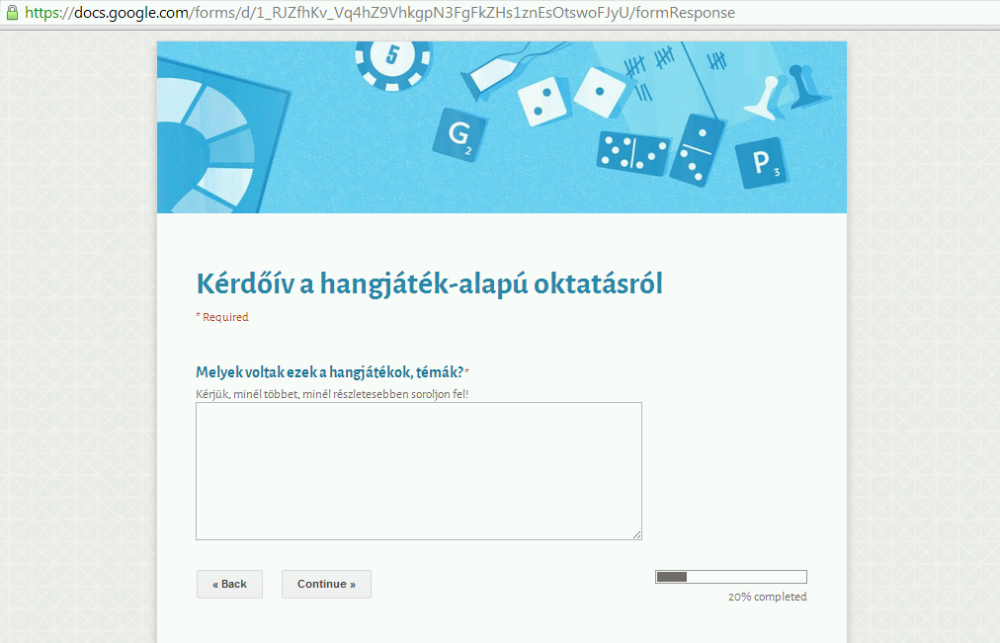 https://docs.google.com/forms/d/1_RJZfhKv_Vq4hZ9VhkgpN3FgFkZHs1znEsOtswoFJyU/formResponse
5
G2
P3
Kérdőív a hangjáték-alapú oktatásról
* Required
Melyek voltak ezek a hangjátékok, témák?*
Kérjük, minél többet, minél részletesebben soroljon fel!
« Back Continue »
20% completed